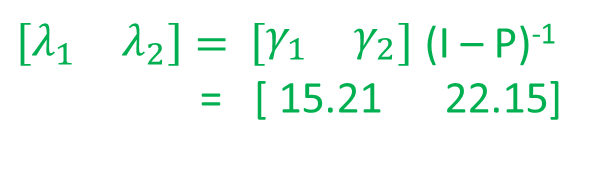 [λ₁ λ₂] = [γ₁ γ₂] (I – P)⁻¹
= [ 15.21 22.15]